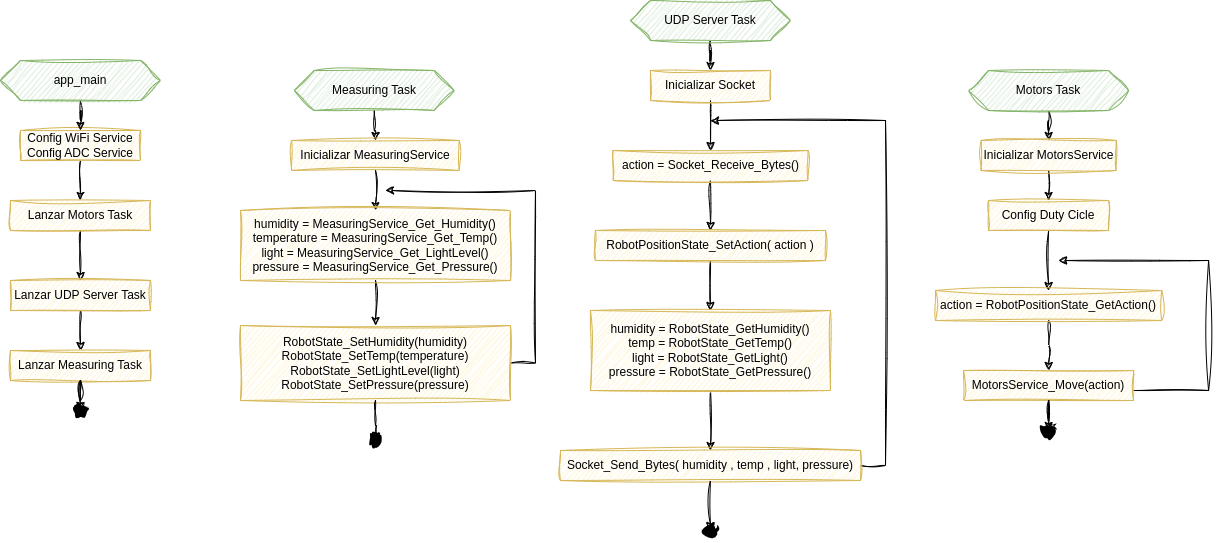 app_main
Config WiFi Service
Config ADC Service
Lanzar Motors Task
Lanzar UDP Server Task
Lanzar Measuring Task
Measuring Task
Inicializar MeasuringService
humidity = MeasuringService_Get_Humidity()
temperature = MeasuringService_Get_Temp()
light = MeasuringService_Get_LightLevel()
pressure = MeasuringService_Get_Pressure()
RobotState_SetHumidity(humidity)
RobotState_SetTemp(temperature)
RobotState_SetLightLevel(light)
RobotState_SetPressure(pressure)
UDP Server Task
Inicializar Socket
action = Socket_Receive_Bytes()
RobotPositionState_SetAction( action )
humidity = RobotState_GetHumidity()
temp = RobotState_GetTemp()
light = RobotState_GetLight()
pressure = RobotState_GetPressure()
Socket_Send_Bytes( humidity , temp , light, pressure)
Motors Task
Inicializar MotorsService
Config Duty Cicle
action = RobotPositionState_GetAction()
MotorsService_Move(action)